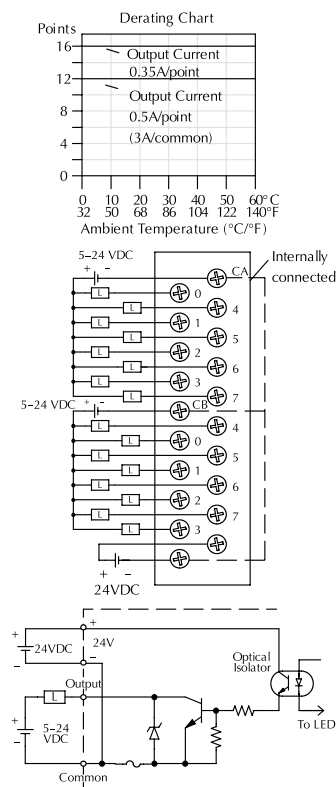 Derating Chart
Points
16
Output Current
0.35A/point
12
Output Current
0.5A/point
8
(3A/common)
4
0
0 10 20 30 40 50 60°C
32 50 68 86 104 122 140°F
Ambient Temperature (°C/°F)
Internally
connected
5–24 VDC
+ –
CA
L 0
L 4
L 1
L 5
L 2
L 6
L 3
L 7
5–24 VDC
+ –
CB
L 4
L 0
L 5
L 1
L 6
L 2
L 7
L 3
+ –
24VDC
+
24V
+
24VDC
–
–
Optical
Isolator
Output
L
+
5–24
VDC
–
To LED
Common